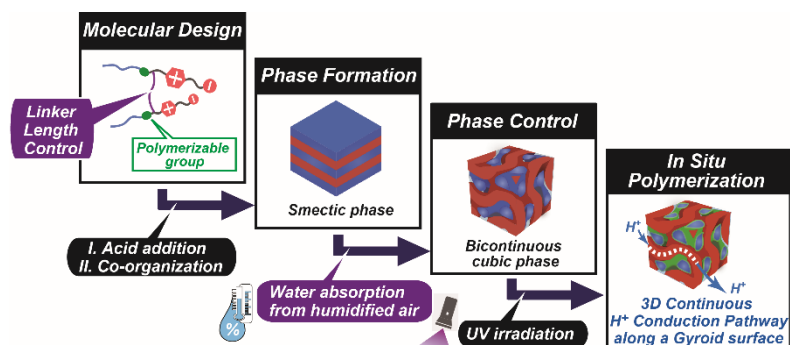 Molecular Design
Linker
Length
Control
Polymerizable
group
I. Acid addition
II. Co-organization
Phase Formation
Smectic phase
Water absorption
from humidified air
%
Phase Control
Bicontinuous
cubic phase
UV irradiation
In Situ
Polymerization
H⁺
H⁺
3D Continuous
H⁺ Conduction Pathway
along a Gyroid surface